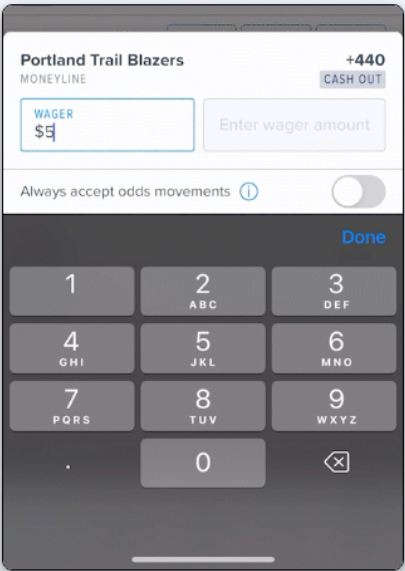 Portland Trail Blazers +440
MONEYLINE CASH OUT
WAGER
$5 Enter wager amount
Always accept odds movements
Done
1 2 3
ABC DEF
4 5 6
GHI JKL MNO
7 8 9
PQRS TUV WXYZ
. 0